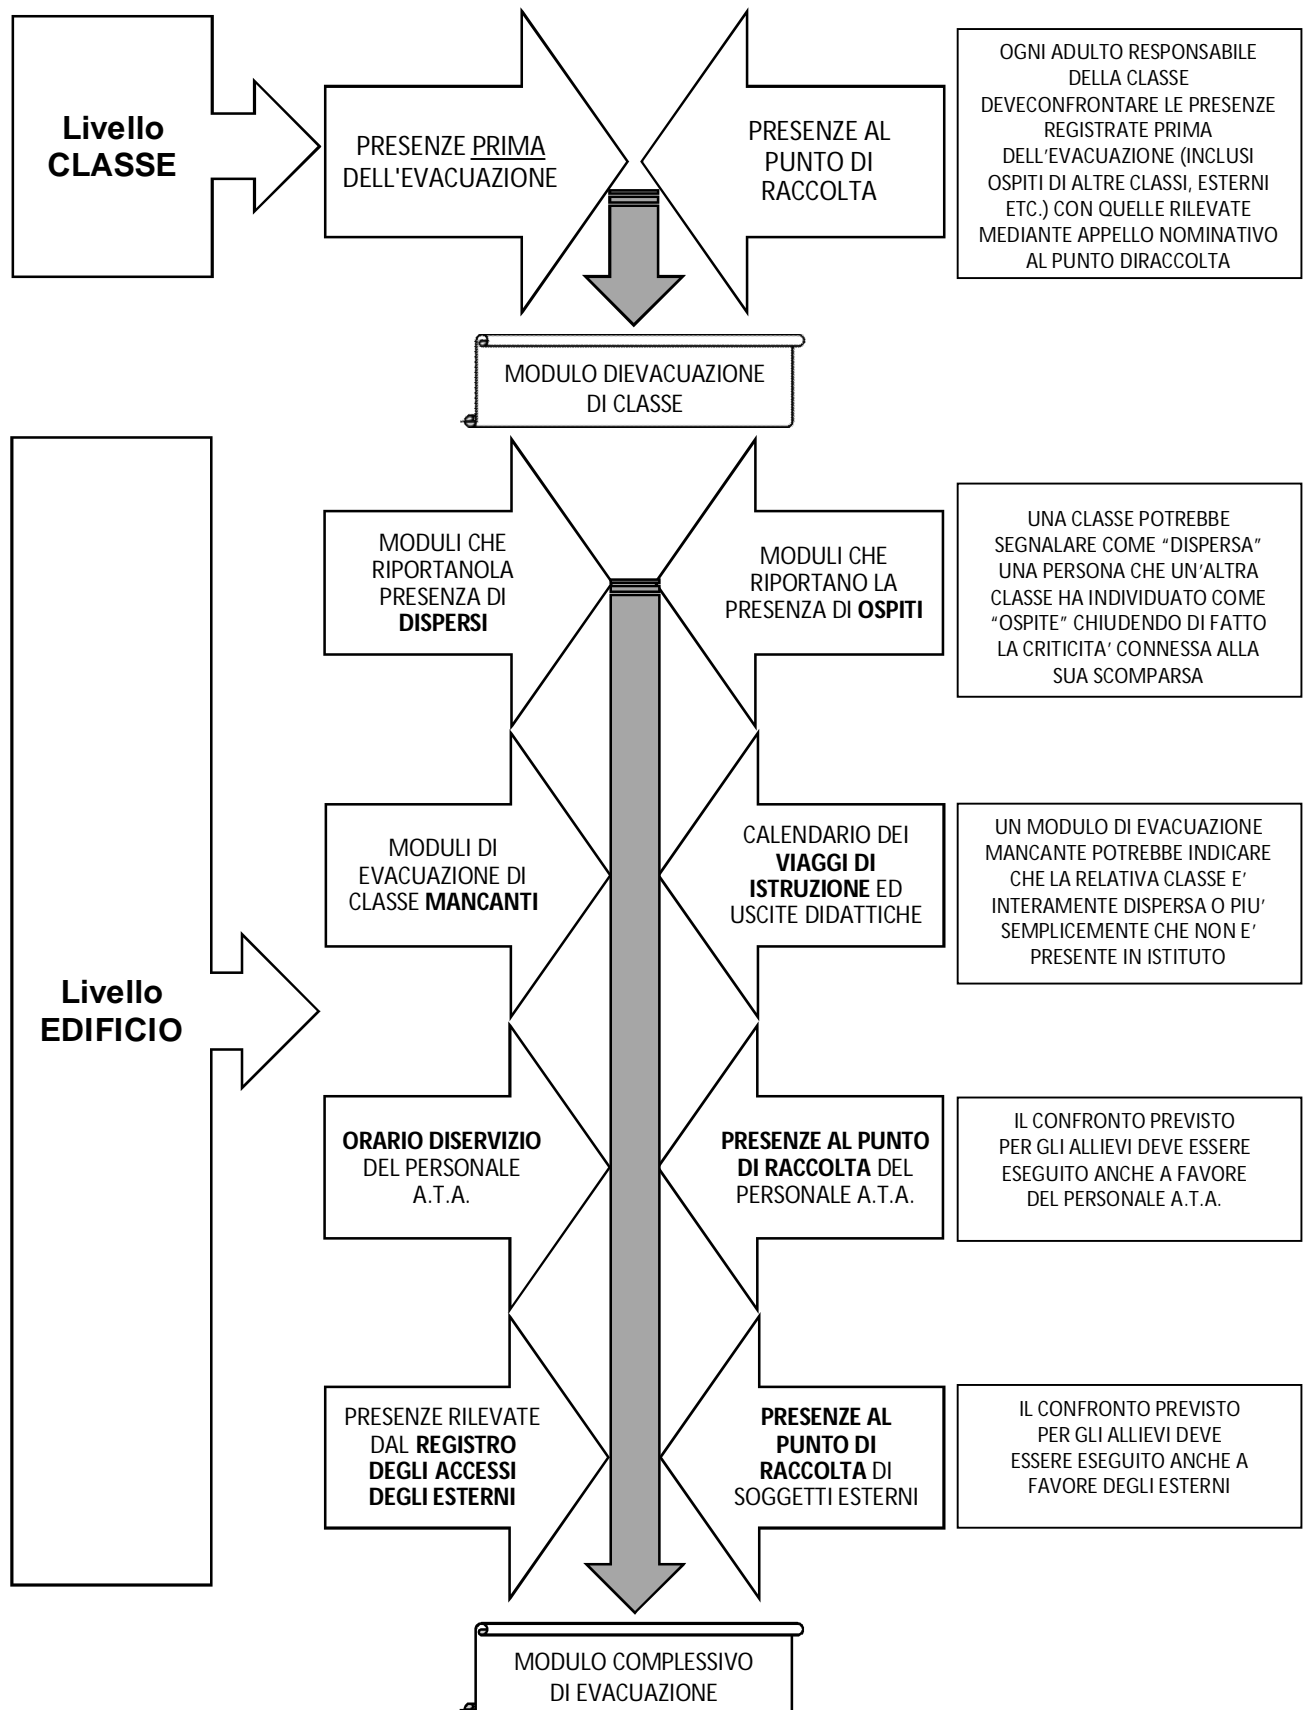 Livello
CLASSE
PRESENZE PRIMA
DELL'EVACUAZIONE
PRESENZE AL
PUNTO DI
RACCOLTA
OGNI ADULTO RESPONSABILE
DELLA CLASSE
DEVECONFRONTARE LE PRESENZE
REGISTRATE PRIMA
DELL'EVACUAZIONE (INCLUSI
OSPITI DI ALTRE CLASSI, ESTERNI
ETC.) CON QUELLE RILEVATE
MEDIANTE APPELLO NOMINATIVO
AL PUNTO DIRACCOLTA
MODULO DIEVACUAZIONE
DI CLASSE
Livello
EDIFICIO
MODULI CHE
RIPORTANOLA
PRESENZA DI
DISPERSI
MODULI CHE
RIPORTANO LA
PRESENZA DI OSPITI
UNA CLASSE POTREBBE
SEGNALARE COME "DISPERSA"
UNA PERSONA CHE UN'ALTRA
CLASSE HA INDIVIDUATO COME
"OSPITE" CHIUDENDO DI FATTO
LA CRITICITA' CONNESSA ALLA
SUA SCOMPARSA
MODULI DI
EVACUAZIONE DI
CLASSE MANCANTI
CALENDARIO DEI
VIAGGI DI
ISTRUZIONE ED
USCITE DIDATTICHE
UN MODULO DI EVACUAZIONE
MANCANTE POTREBBE INDICARE
CHE LA RELATIVA CLASSE E'
INTERAMENTE DISPERSA O PIU'
SEMPLICEMENTE CHE NON E'
PRESENTE IN ISTITUTO
ORARIO DISERVIZIO
DEL PERSONALE
A.T.A.
PRESENZE AL PUNTO
DI RACCOLTA DEL
PERSONALE A.T.A.
IL CONFRONTO PREVISTO
PER GLI ALLIEVI DEVE ESSERE
ESEGUITO ANCHE A FAVORE
DEL PERSONALE A.T.A.
PRESENZE RILEVATE
DAL REGISTRO
DEGLI ACCESSI
DEGLI ESTERNI
PRESENZE AL
PUNTO DI
RACCOLTA DI
SOGGETTI ESTERNI
IL CONFRONTO PREVISTO
PER GLI ALLIEVI DEVE
ESSERE ESEGUITO ANCHE A
FAVORE DEGLI ESTERNI
MODULO COMPLESSIVO
DI EVACUAZIONE